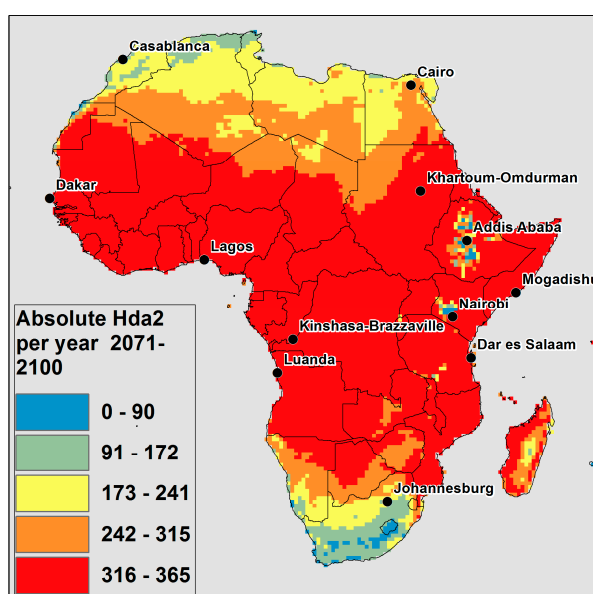 Casablanca
Cairo
Khartoum-Omdurman
Dakar
Addis Ababa
Lagos
Mogadishu
Nairobi
Kinshasa-Brazzaville
Dar es Salaam
Luanda
Johannesburg
Absolute Hda2
per year 2071-
2100
0 - 90
91 - 172
173 - 241
242 - 315
316 - 365